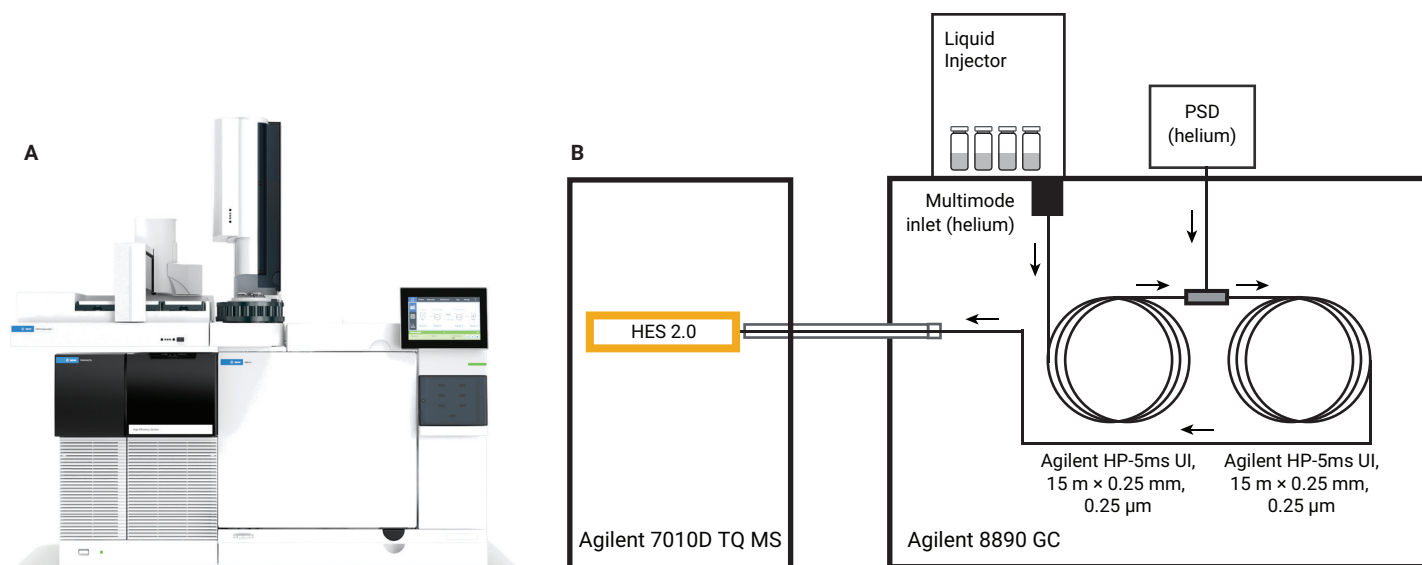 A
B
Liquid
Injector
PSD
(helium)
Multimode
inlet (helium)
HES 2.0
Agilent HP-5ms UI,
15 m × 0.25 mm,
0.25 µm
Agilent HP-5ms UI,
15 m × 0.25 mm,
0.25 µm
Agilent 7010D TQ MS
Agilent 8890 GC